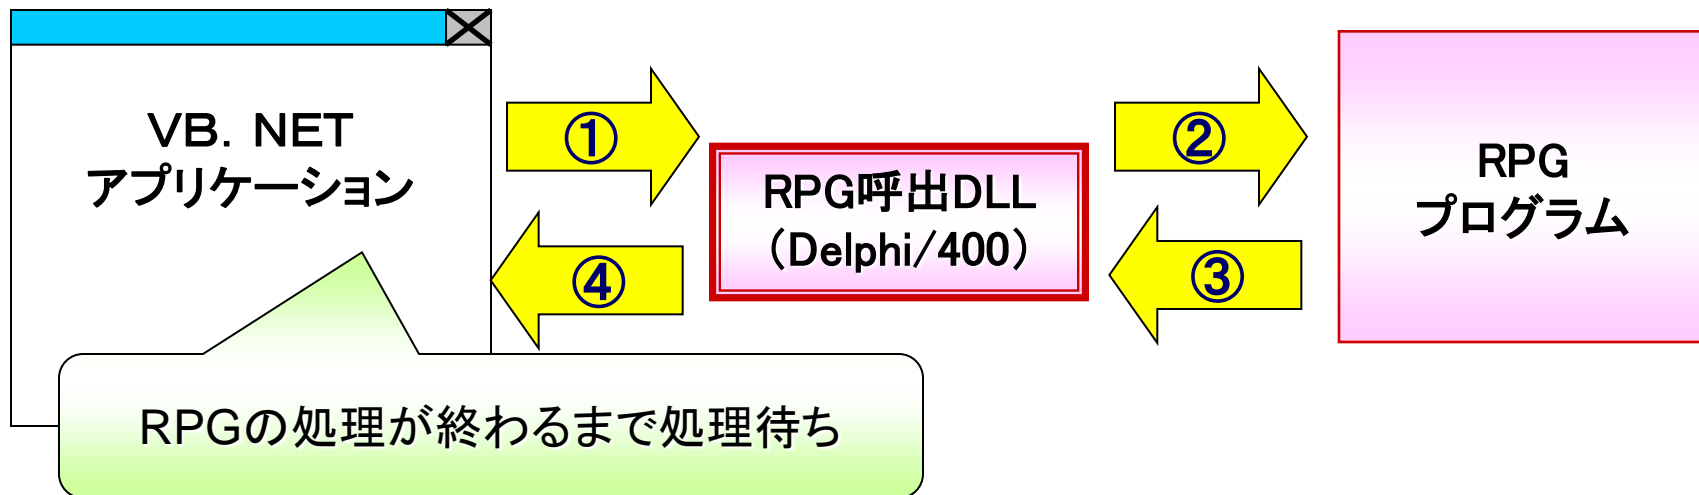 VB．NET
アプリケーション
①
②
RPG
プログラム
RPG呼出DLL
（Delphi/400）
④
③
RPGの処理が終わるまで処理待ち